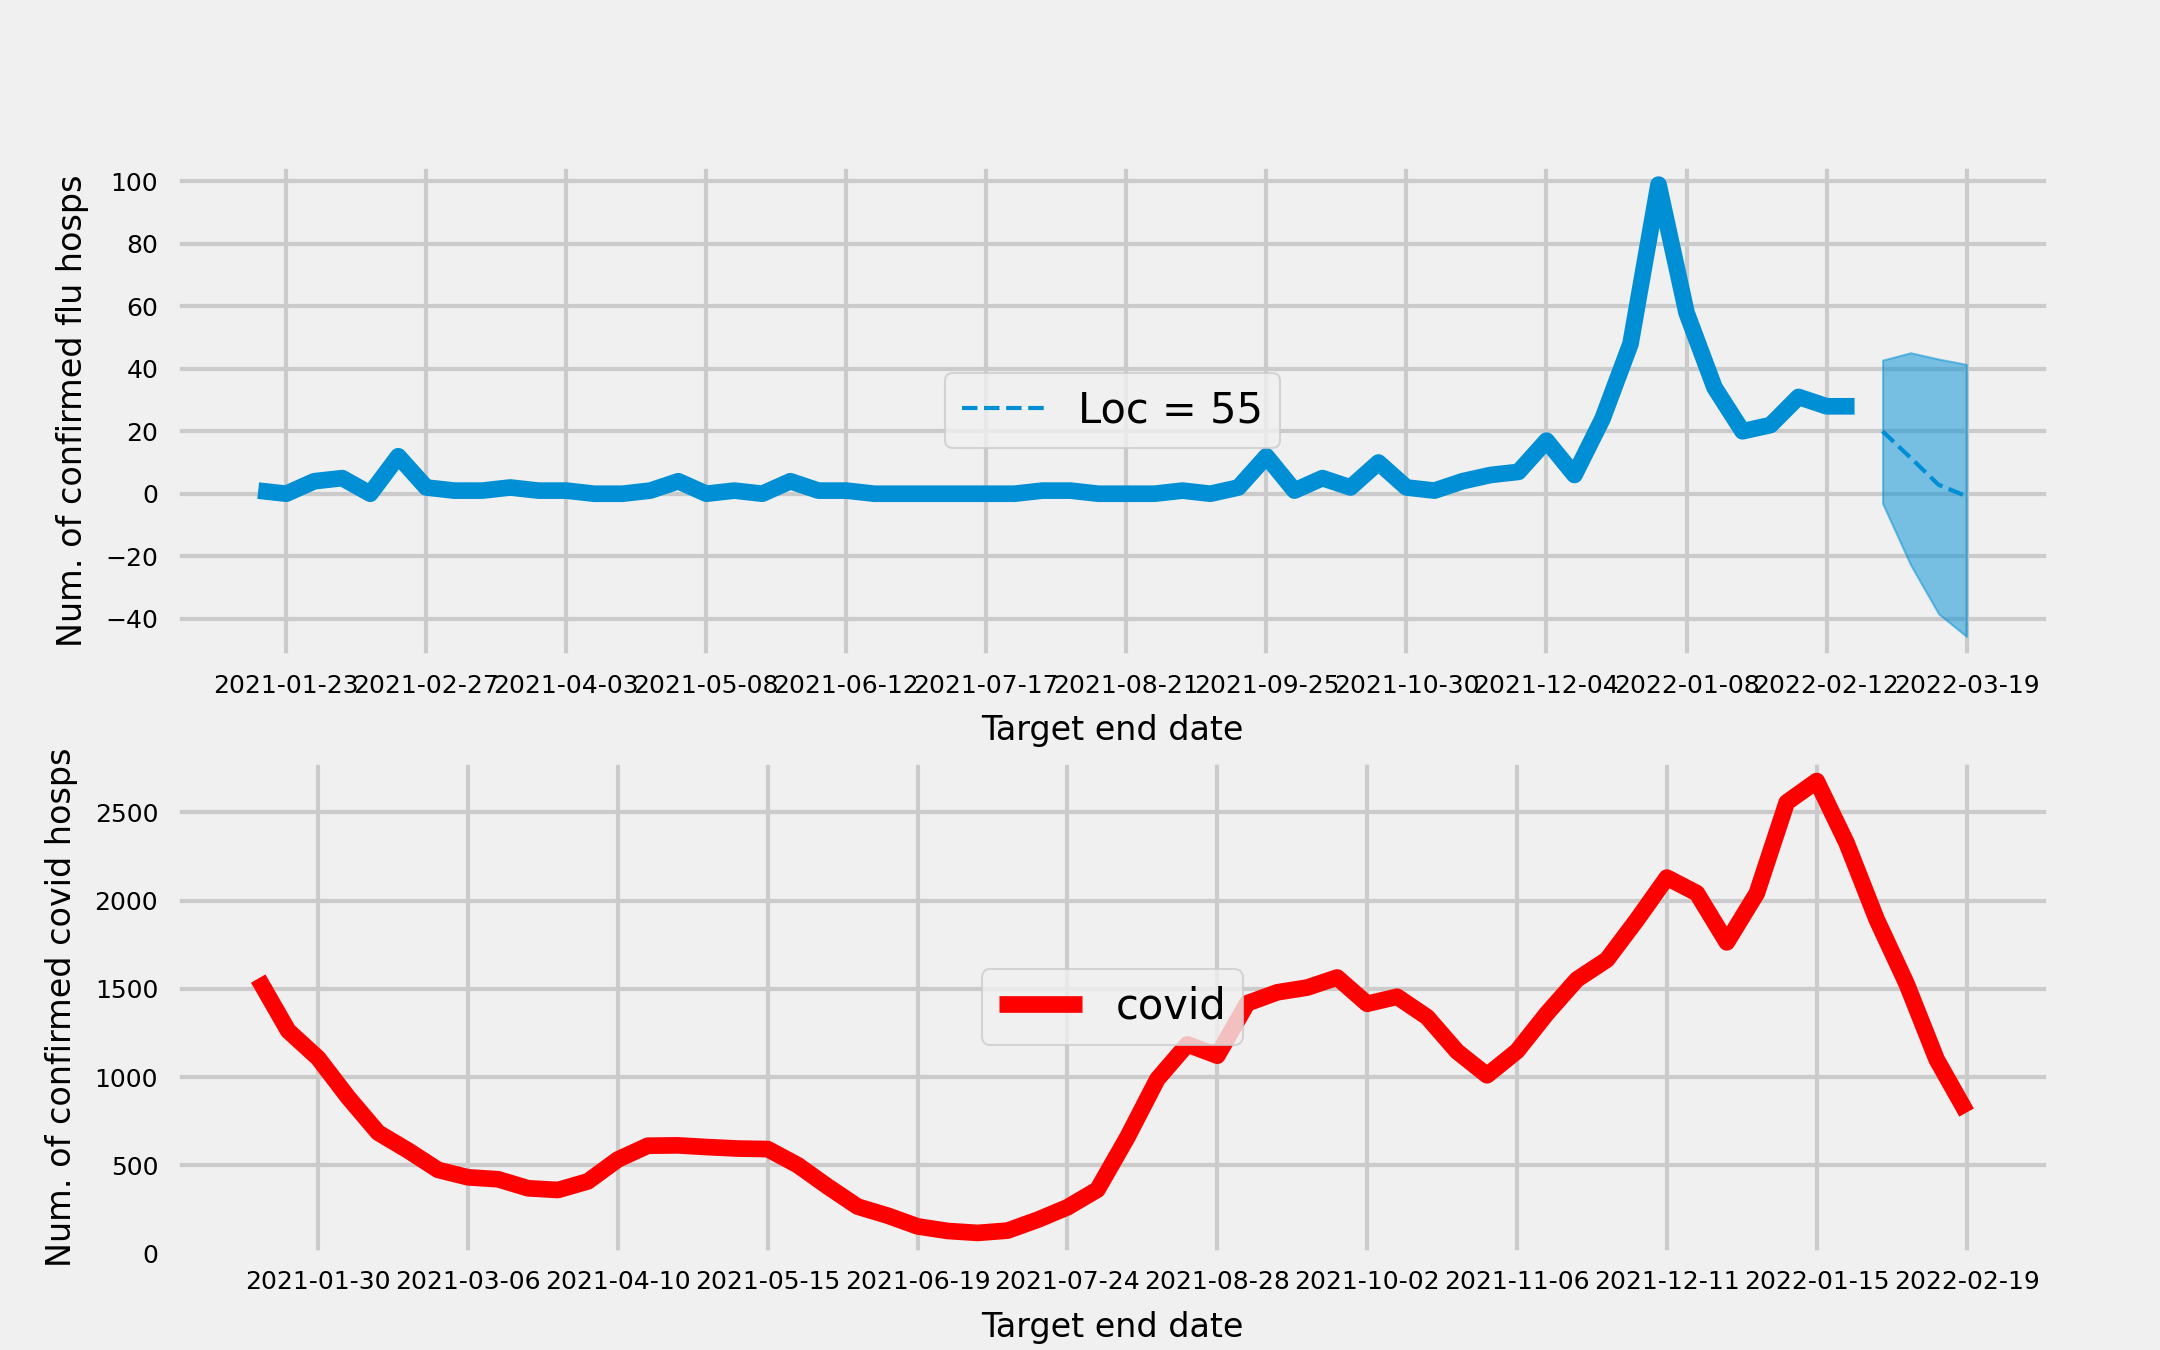 Num. of confirmed flu hosps
100
80
60
40
20
0
−20
−40
Loc = 55
2021-01-23 2021-02-27 2021-04-03 2021-05-08 2021-06-12 2021-07-17 2021-08-21 2021-09-25 2021-10-30 2021-12-04 2022-01-08 2022-02-12 2022-03-19
Target end date
Num. of confirmed covid hosps
2500
2000
1500
1000
500
0
covid
2021-01-30 2021-03-06 2021-04-10 2021-05-15 2021-06-19 2021-07-24 2021-08-28 2021-10-02 2021-11-06 2021-12-11 2022-01-15 2022-02-19
Target end date